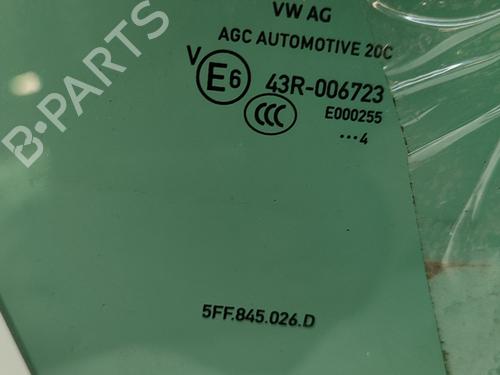 VW AG
AGC AUTOMOTIVE 20C
V E6 43R-006723
CCC E000255
•••4
5FF.845.026.D
B-PARTS